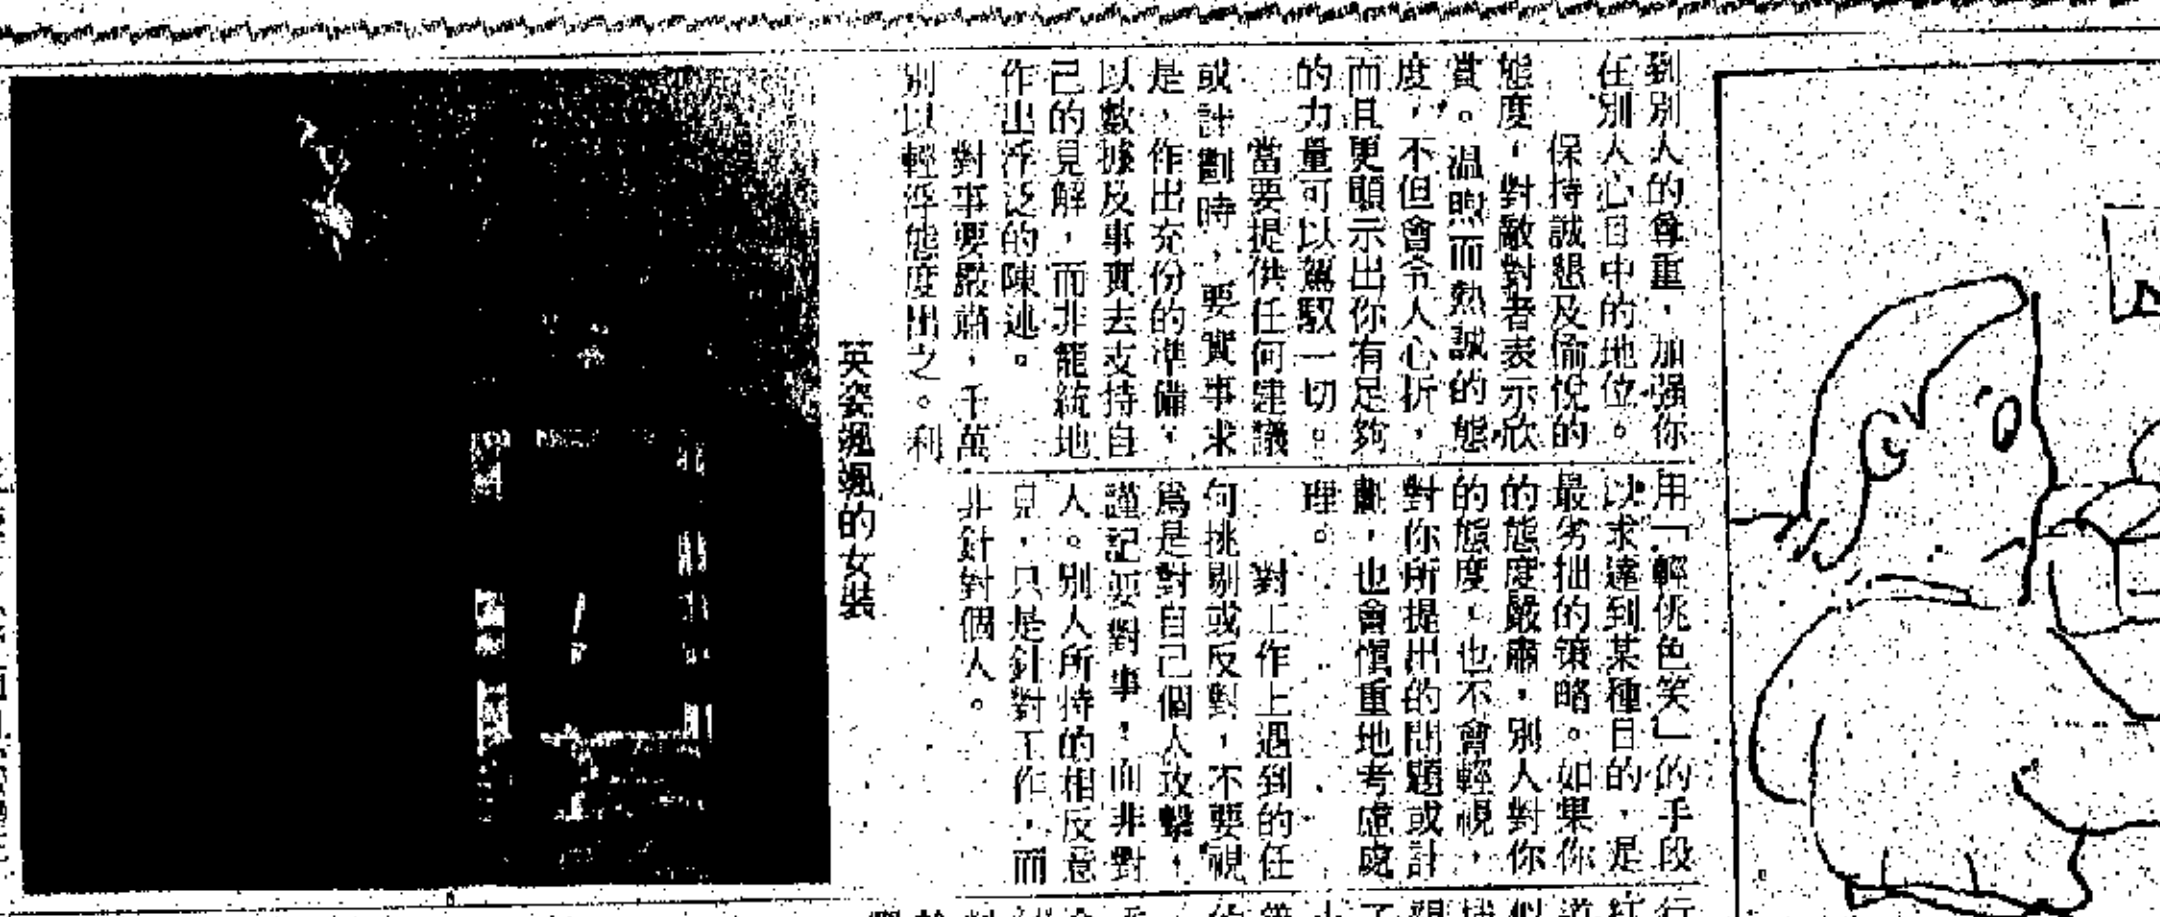 到別人的尊重，加强你
在別人心目中的地位。
保持誠懇及偷悅的
態度，對敵對者表示欣
賞。温煦而熱誠的態
度，不但會令人心折，
而且更顯示出你有足夠
的力量可以駕馭一切。
當要提供任何建議
或計劃時，要實事求
是，作出充份的準備，
以數據及事實去支持自
己的見解，而非籠統地
作出浮泛的陳述。
對事要嚴肅，千萬
別以輕浮態度出之。利
用「輕佻色笑」的手段
以求達到某種目的，是
最劣拙的策略。如果你
的態度嚴肅，別人對你
的態度，也不會輕視，
對你所提出的問題或計
劃，也會慎重地考慮處
理。
對工作上遇到的任
何挑剔或反對，不要視
爲是對自己個人攻擊，
謹記要對事，而非對
人。別人所持的相反意
見，只是針對工作，而
非針對個人。
英姿颯颯的女裝